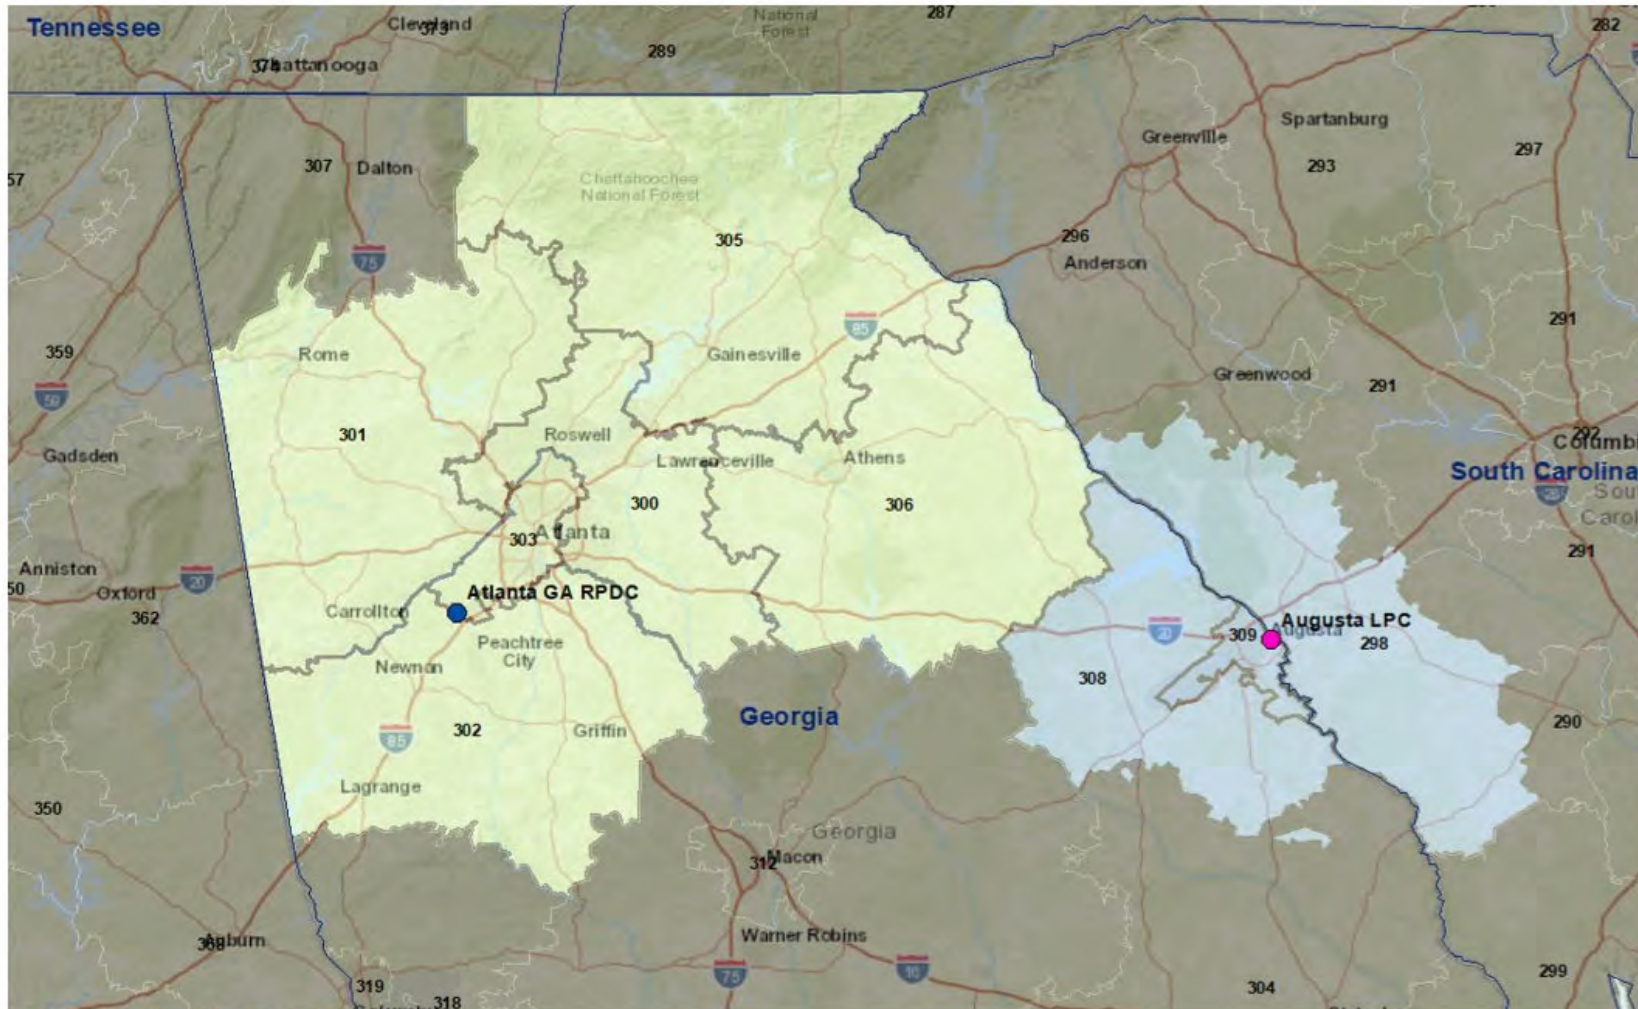 Tennessee
Cleveland
373
National
Forest
287
282
374
Chattanooga
289
307
Dalton
57
Chattahoochee
National Forest
Greenville
Spartanburg
293
297
305
75
296
Anderson
359
59
Rome
85
Gainesville
291
Greenwood
291
301
Roswell
Gadsden
Lawrenceville
Athens
292
Columbi
South Carolina
Sou
Carol
300
306
303
Atlanta
291
Anniston
50
20
Oxford
362
Carrollton
Atlanta GA RPDC
Peachtree
City
Newnan
20
309
Augusta LPC
Augusta
298
308
302
85
Griffin
Georgia
290
Lagrange
350
Georgia
312
Macon
368
Auburn
Warner Robins
75
16
319
318
304
299